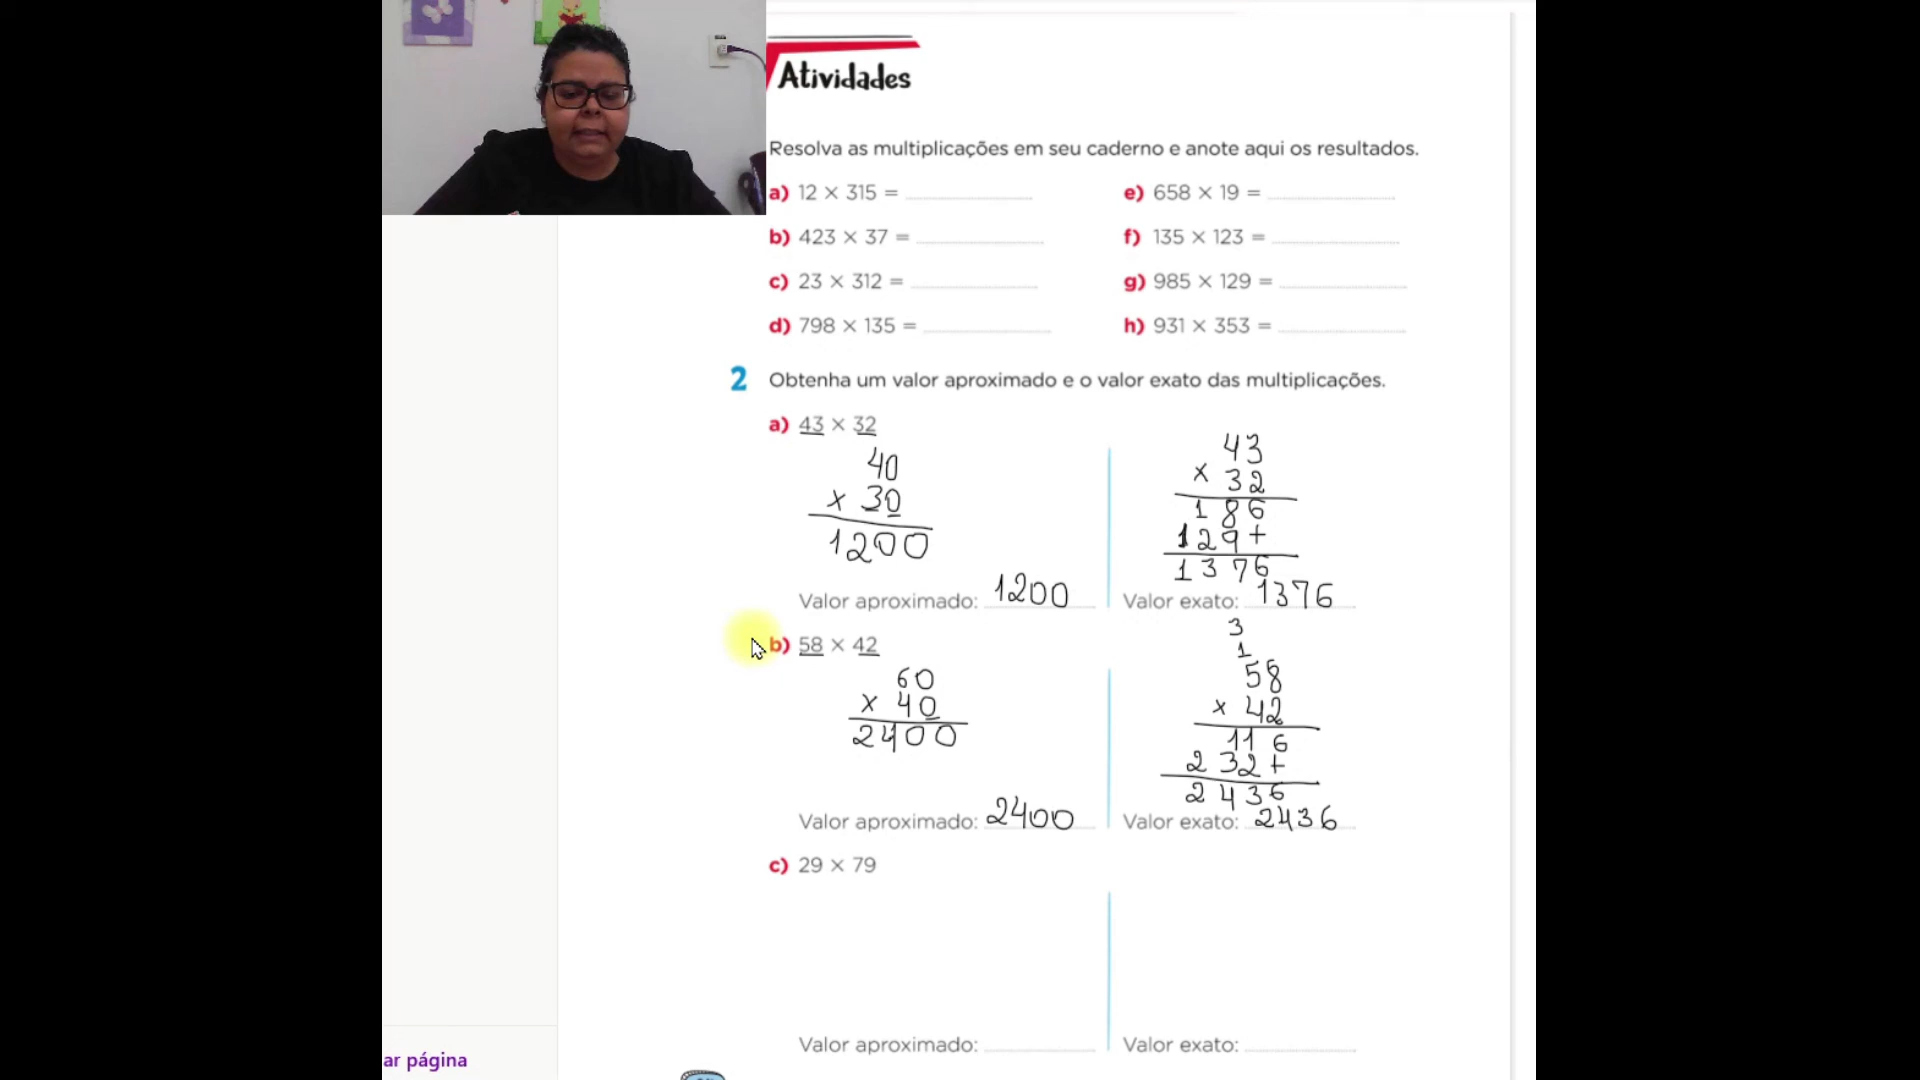 Atividades
Resolva as multiplicações em seu caderno e anote aqui os resultados.
a) 12 × 315 =
e) 658 × 19 =
b) 423 × 37 =
f) 135 × 123 =
c) 23 × 312 =
g) 985 × 129 =
d) 798 × 135 =
h) 931 × 353 =
2 Obtenha um valor aproximado e o valor exato das multiplicações.
a) 43 × 32
40
× 30
1200
Valor aproximado: 1200
43
× 32
186
129+
1376
Valor exato: 1376
b) 58 × 42
60
× 40
2400
Valor aproximado: 2400
3
1
58
× 42
116
232+
2436
Valor exato: 2436
c) 29 × 79
Valor aproximado:
Valor exato:
ar página